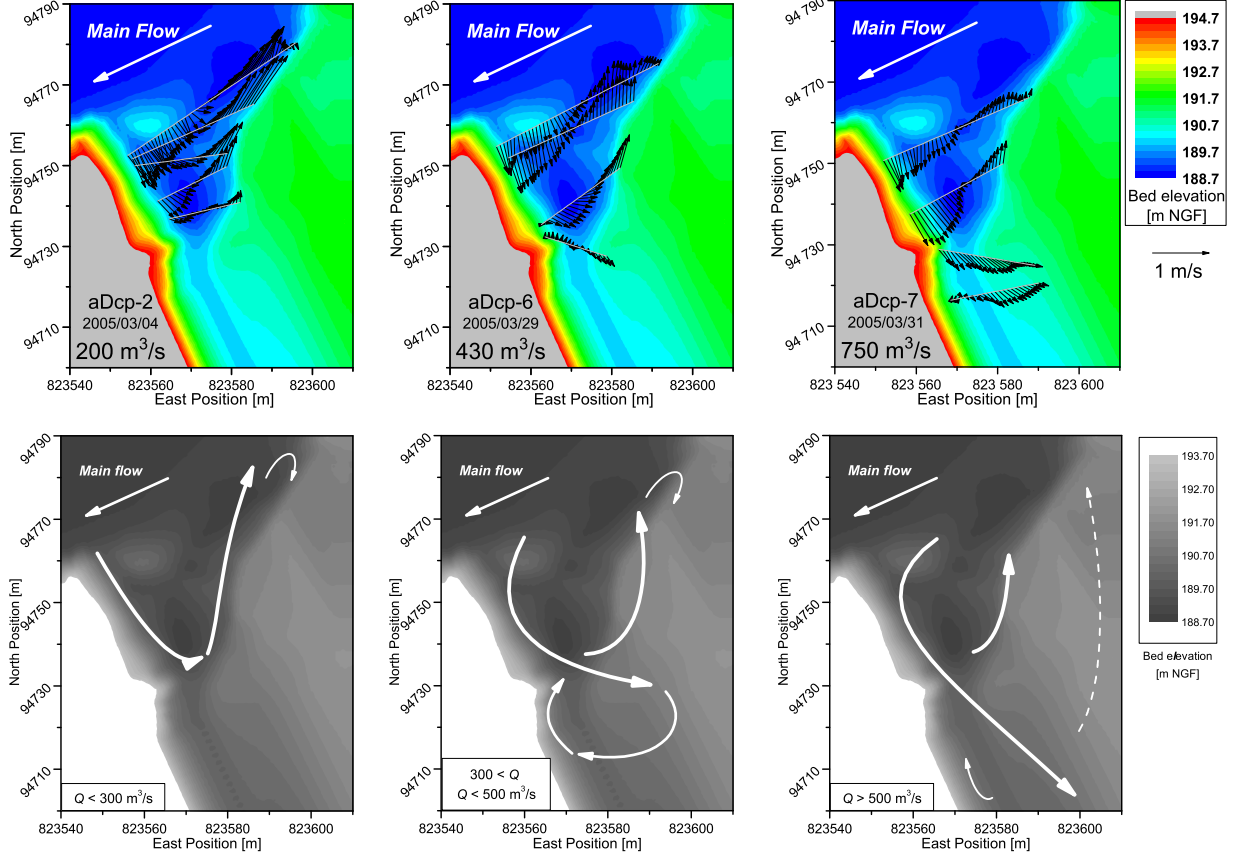 Main Flow
94790
94770
94750
94730
94710
North Position [m]
aDcp-2
2005/03/04
200 m³/s
823540 823560 823580 823600
East Position [m]
Main Flow
94790
94770
94750
94730
94710
North Position [m]
aDcp-6
2005/03/29
430 m³/s
823540 823560 823580 823600
East Position [m]
Main Flow
94 790
94 770
94 750
94 730
94 710
North Position [m]
aDcp-7
2005/03/31
750 m³/s
823 540 823 560 823 580 823 600
East Position [m]
194.7
193.7
192.7
191.7
190.7
189.7
188.7
Bed elevation
[m NGF]
1 m/s
Main flow
94790
94770
94750
94730
94710
North Position [m]
Q < 300 m³/s
823540 823560 823580 823600
East Position [m]
Main flow
94790
94770
94750
94730
94710
North Position [m]
300 < Q
Q < 500 m³/s
823540 823560 823580 823600
East Position [m]
Main flow
94790
94770
94750
94730
94710
North Position [m]
Q > 500 m³/s
823540 823560 823580 823600
East Position [m]
193.70
192.70
191.70
190.70
189.70
188.70
Bed elevation
[m NGF]